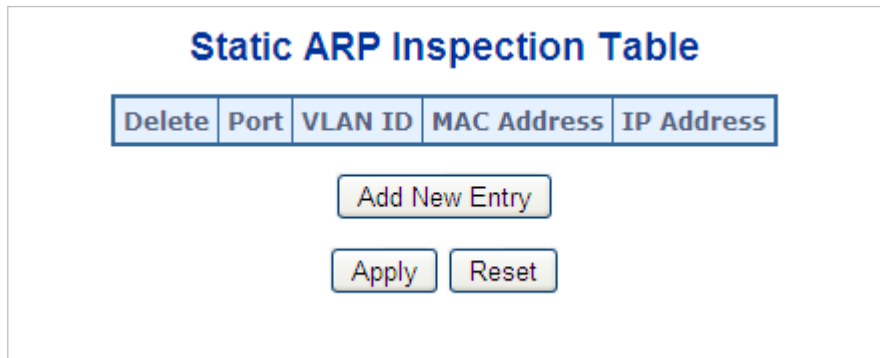 Static ARP Inspection Table
Delete Port VLAN ID MAC Address IP Address
Add New Entry
Apply Reset